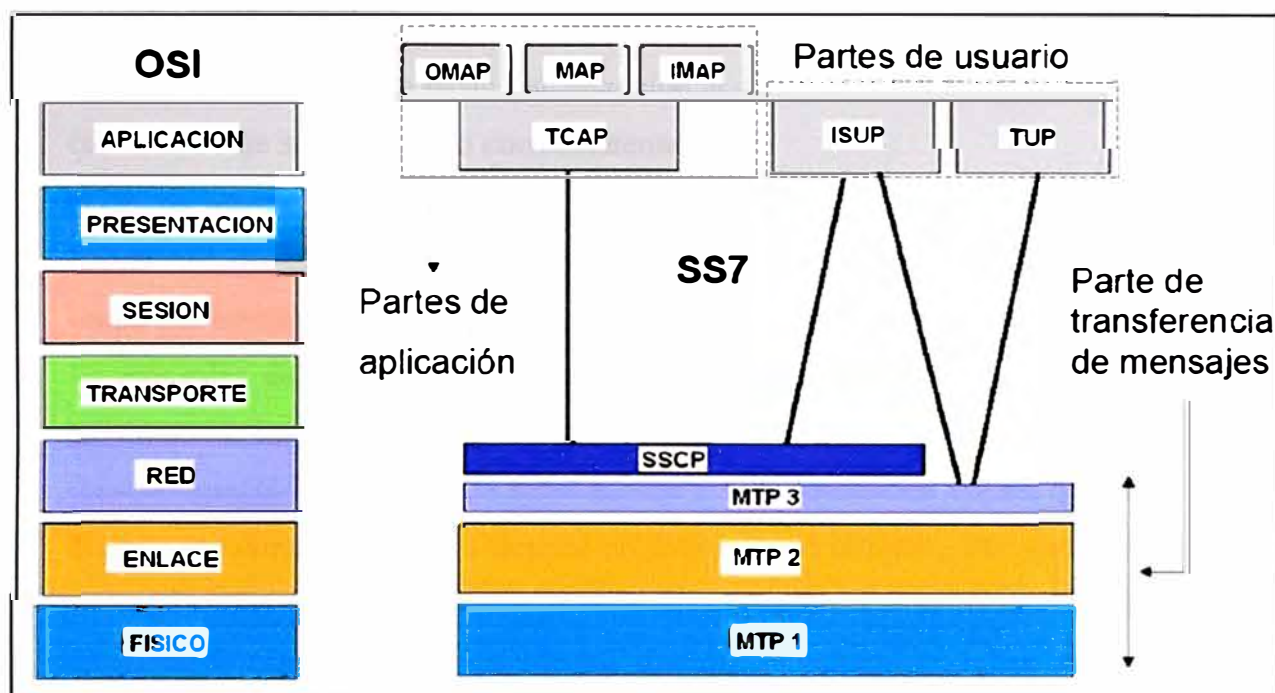 OSI
OMAP MAP IMAP
Partes de usuario
APLICACION
TCAP
ISUP
TUP
PRESENTACION
SS7
SESION
Partes de
aplicación
Parte de
transferencia
de mensajes
TRANSPORTE
RED
SSCP
MTP 3
ENLACE
MTP 2
FISICO
MTP 1